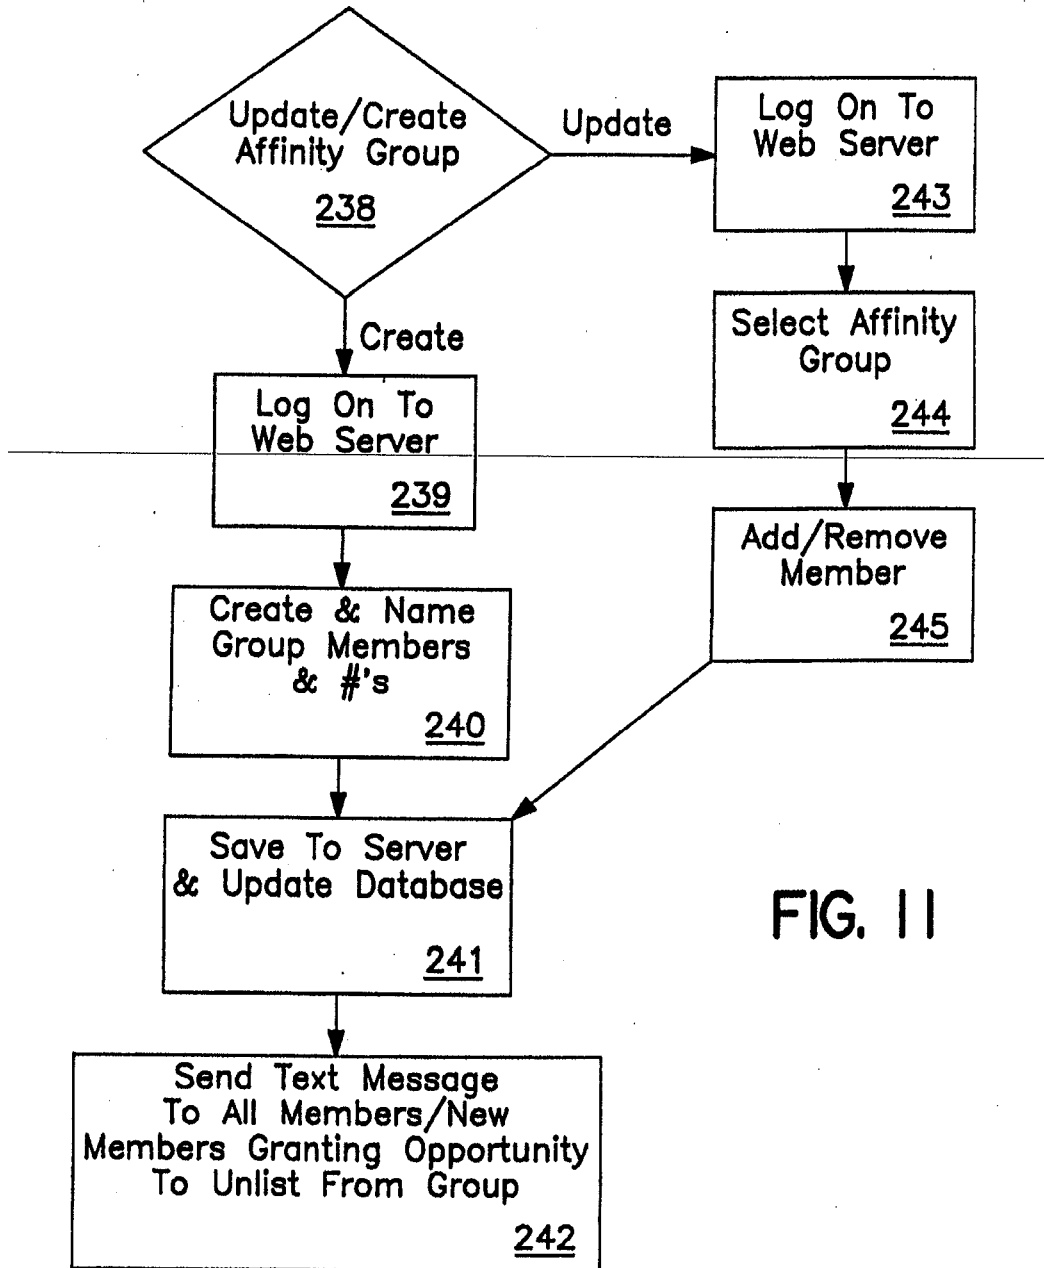 Update/Create
Affinity Group
238
Update
Log On To
Web Server
243
Select Affinity
Group
244
Add/Remove
Member
245
Create
Log On To
Web Server
239
Create & Name
Group Members
& #'s
240
Save To Server
& Update Database
241
Send Text Message
To All Members/New
Members Granting Opportunity
To Unlist From Group
242
FIG. 11